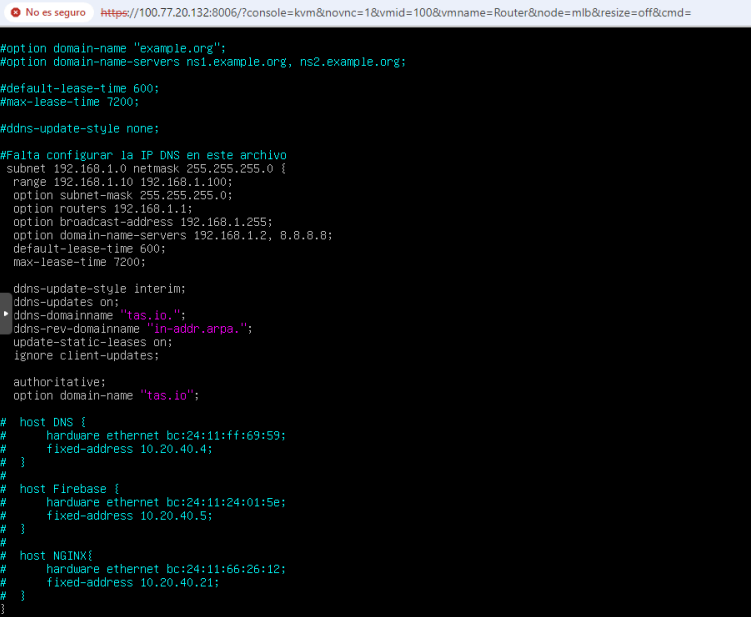 No es seguro https://100.77.20.132:8006/?console=kvm&novnc=1&vmid=100&vmname=Router&node=mlb&resize=off&cmd=
#option domain-name "example.org";
#option domain-name-servers ns1.example.org, ns2.example.org;
#default-lease-time 600;
#max-lease-time 7200;
#ddns-update-style none;
#Falta configurar la IP DNS en este archivo
subnet 192.168.1.0 netmask 255.255.255.0 {
range 192.168.1.10 192.168.1.100;
option subnet-mask 255.255.255.0;
option routers 192.168.1.1;
option broadcast-address 192.168.1.255;
option domain-name-servers 192.168.1.2, 8.8.8.8;
default-lease-time 600;
max-lease-time 7200;
ddns-update-style interim;
ddns-updates on;
ddns-domainname "tas.io.";
ddns-rev-domainname "in-addr.arpa.";
update-static-leases on;
ignore client-updates;
authoritative;
option domain-name "tas.io";
# host DNS {
# hardware ethernet bc:24:11:ff:69:59;
# fixed-address 10.20.40.4;
# }
#
# host Firebase {
# hardware ethernet bc:24:11:24:01:5e;
# fixed-address 10.20.40.5;
# }
#
# host NGINX{
# hardware ethernet bc:24:11:66:26:12;
# fixed-address 10.20.40.21;
# }
}